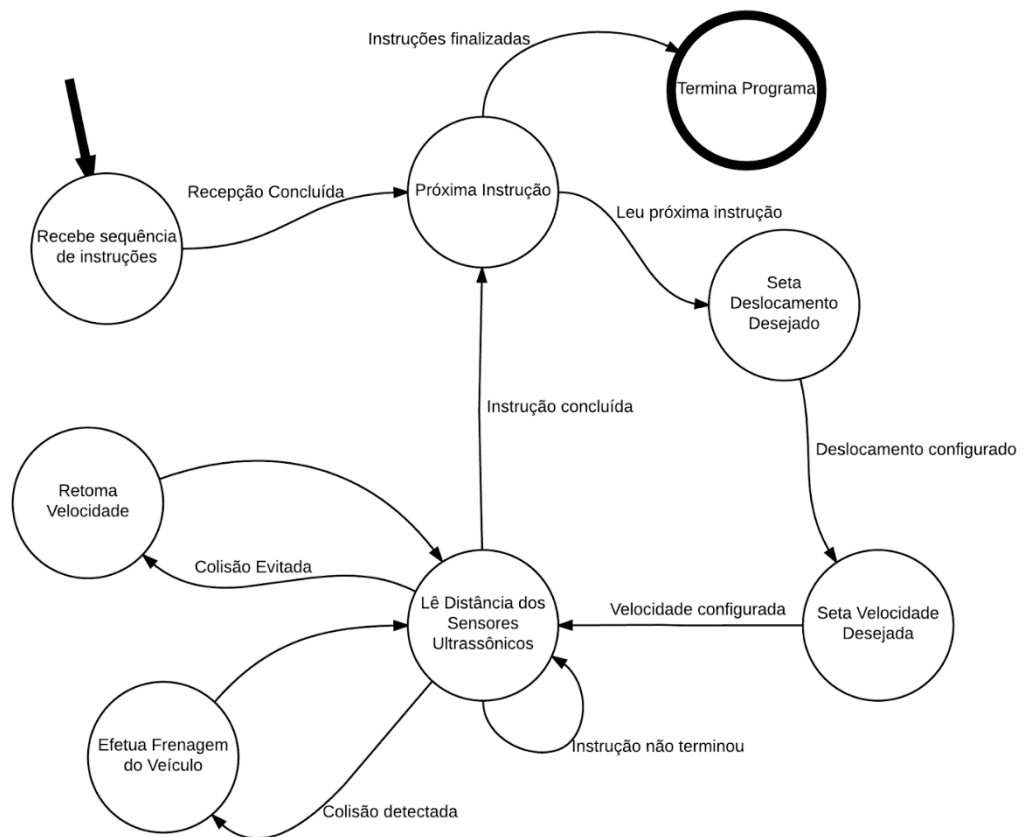 Instruções finalizadas
Termina Programa
Recepção Concluída
Próxima Instrução
Leu próxima instrução
Recebe sequência
de instruções
Seta
Deslocamento
Desejado
Instrução concluída
Deslocamento configurado
Retoma
Velocidade
Colisão Evitada
Lê Distância dos
Sensores
Ultrassônicos
Velocidade configurada
Seta Velocidade
Desejada
Efetua Frenagem
do Veículo
Instrução não terminou
Colisão detectada